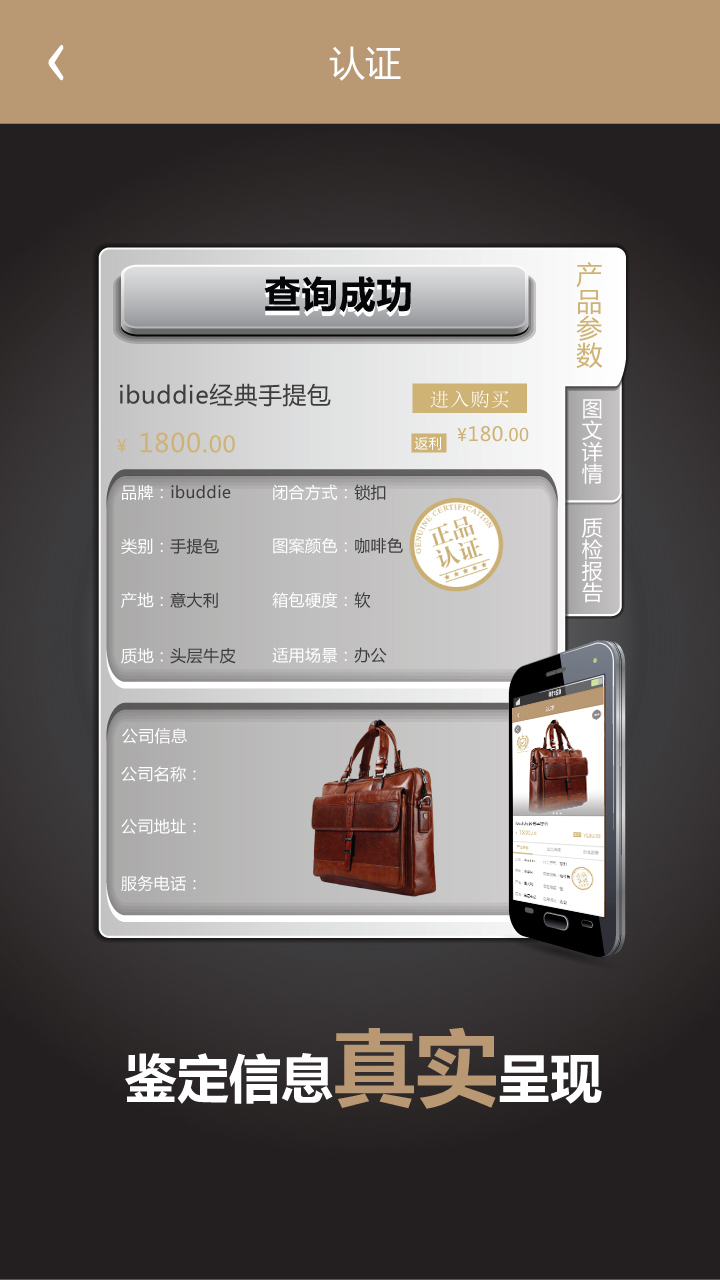 认证
查询成功
产品参数
图文详情
质检报告
ibuddie经典手提包
进入购买
¥ 1800.00
返利 ¥180.00
品牌：ibuddie 闭合方式：锁扣
类别：手提包 图案颜色：咖啡色
产地：意大利 箱包硬度：软
质地：头层牛皮 适用场景：办公
GENUINE CERTIFICATION
正品
认证
公司信息
公司名称：
公司地址：
服务电话：
鉴定信息真实呈现